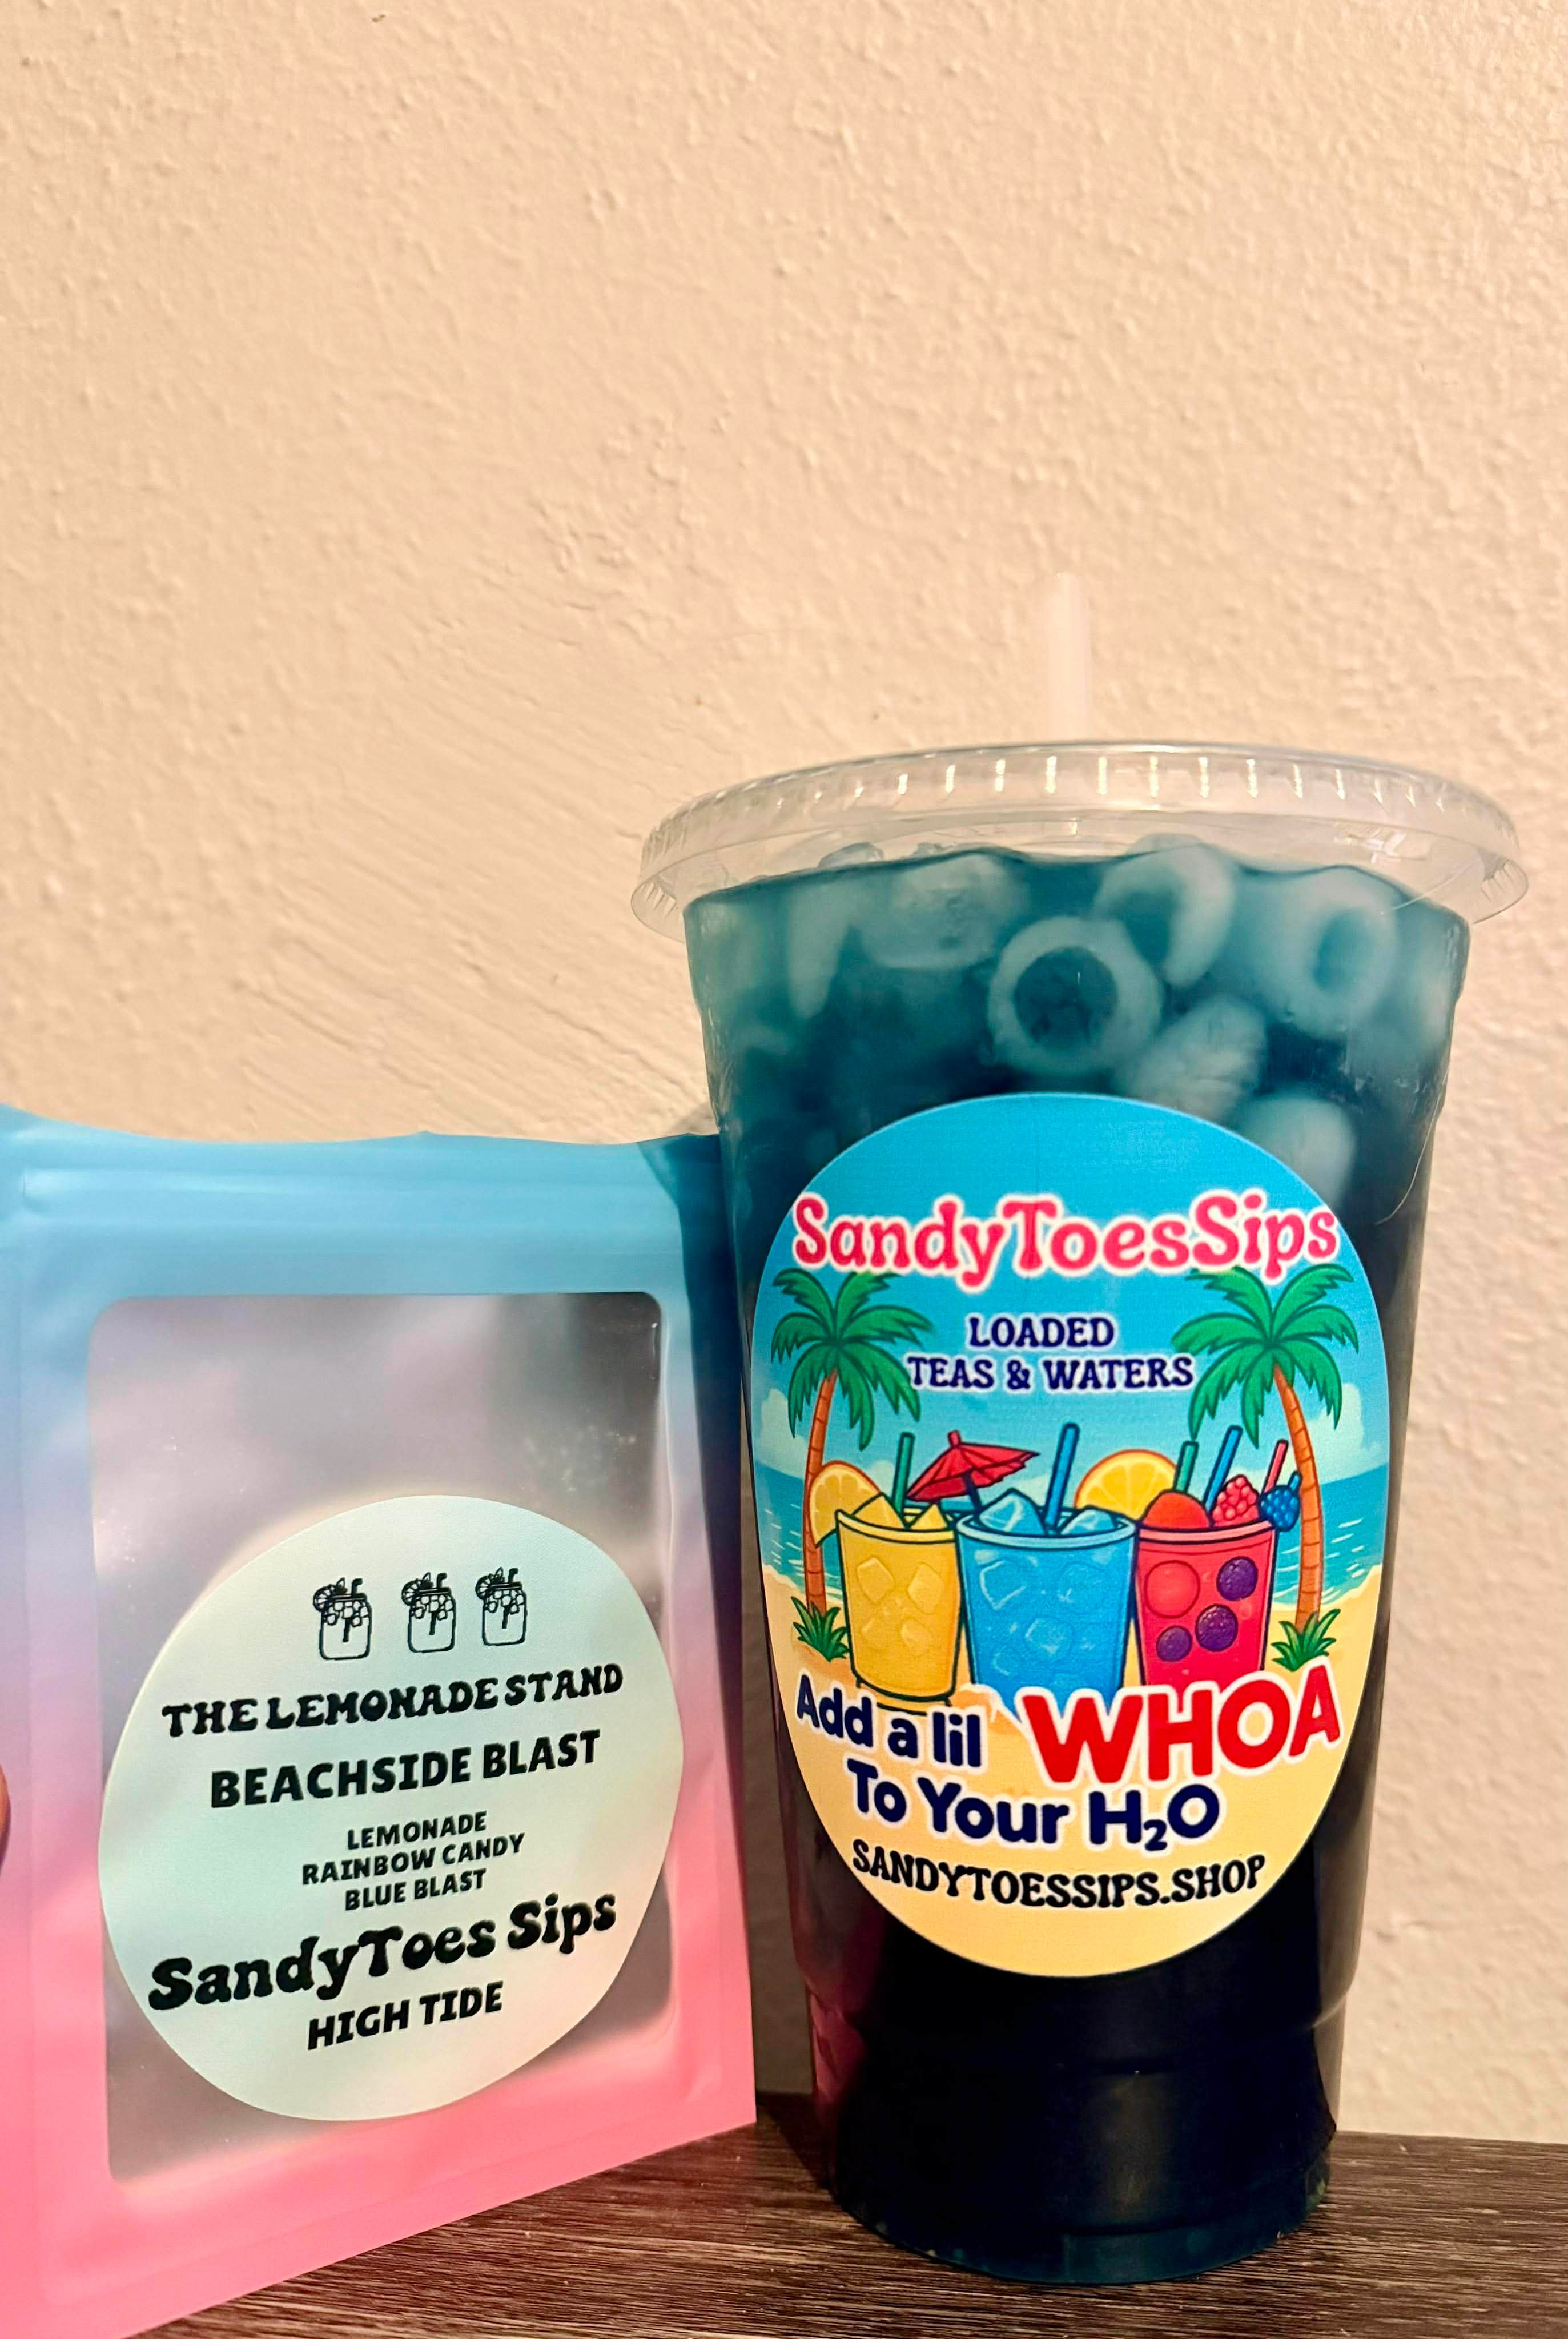 THE LEMONADE STAND
BEACHSIDE BLAST
LEMONADE
RAINBOW CANDY
BLUE BLAST
SandyToes Sips
HIGH TIDE
SandyToesSips
LOADED
TEAS & WATERS
Add a lil WHOA
To Your H₂O
SANDYTOESSIPS.SHOP